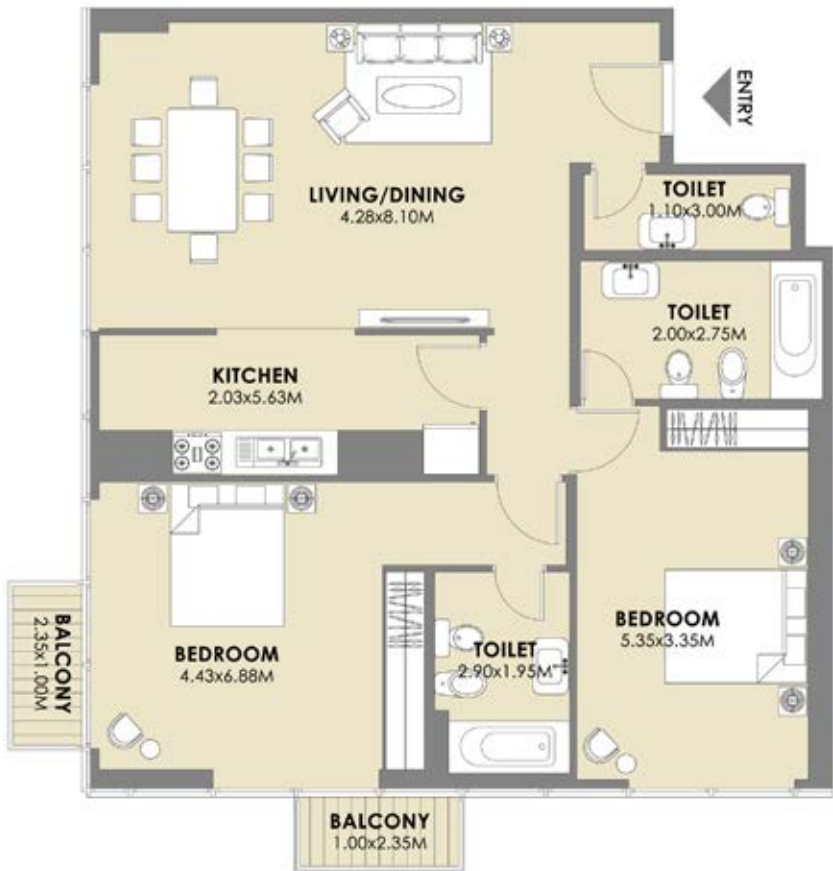 ENTRY
TOILET
1.10x3.00M
LIVING/DINING
4.28x8.10M
TOILET
2.00x2.75M
KITCHEN
2.03x5.63M
BALCONY
2.35x1.00M
BEDROOM
4.43x6.88M
TOILET
2.90x1.95M
BEDROOM
5.35x3.35M
BALCONY
1.00x2.35M